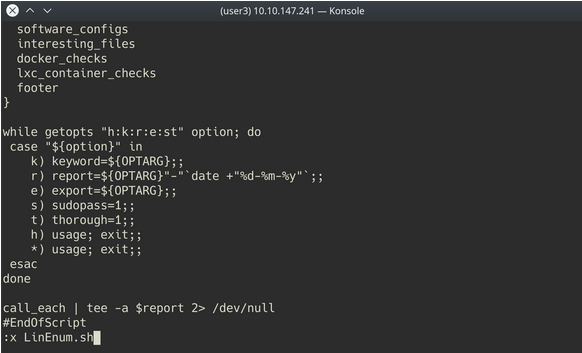 (user3) 10.10.147.241 — Konsole
software_configs
interesting_files
docker_checks
lxc_container_checks
footer
}
while getopts "h:k:r:e:st" option; do
case "${option}" in
k) keyword=${OPTARG};;
r) report=${OPTARG}"-"`date +"%d-%m-%y"`;;
e) export=${OPTARG};;
s) sudopass=1;;
t) thorough=1;;
h) usage; exit;;
*) usage; exit;;
esac
done
call_each | tee -a $report 2> /dev/null
#EndOfScript
:x LinEnum.sh